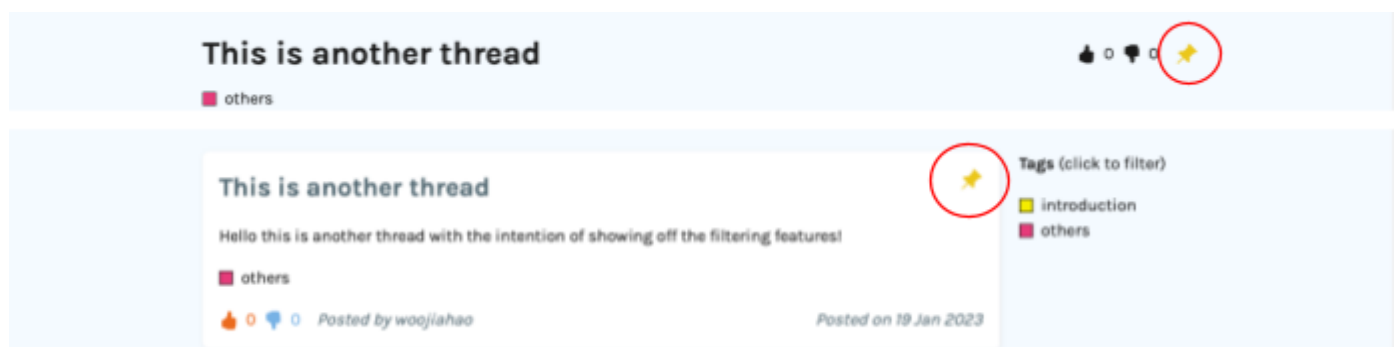 This is another thread
0 0
others
This is another thread
Hello this is another thread with the intention of showing off the filtering features!
others
0 0 Posted by woojiahao
Posted on 19 Jan 2023
Tags (click to filter)
introduction
others